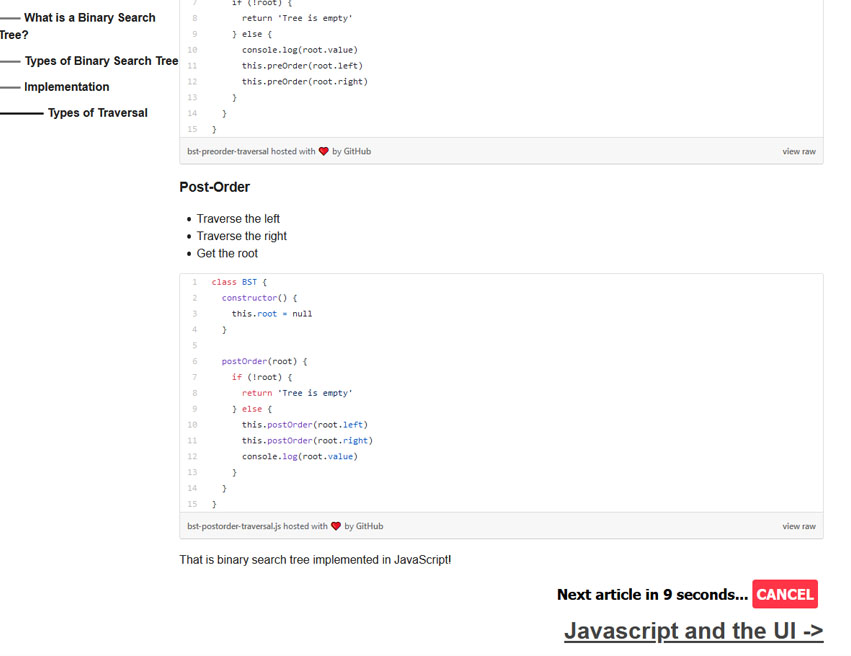 What is a Binary Search
Tree?
Types of Binary Search Tree
Implementation
Types of Traversal
7 if (!root) {
8 return 'Tree is empty'
9 } else {
10 console.log(root.value)
11 this.preOrder(root.left)
12 this.preOrder(root.right)
13 }
14 }
15 }
bst-preorder-traversal hosted with ❤ by GitHub view raw
Post-Order
• Traverse the left
• Traverse the right
• Get the root
1 class BST {
2 constructor() {
3 this.root = null
4 }
5
6 postOrder(root) {
7 if (!root) {
8 return 'Tree is empty'
9 } else {
10 this.postOrder(root.left)
11 this.postOrder(root.right)
12 console.log(root.value)
13 }
14 }
15 }
bst-postorder-traversal.js hosted with ❤ by GitHub view raw
That is binary search tree implemented in JavaScript!
Next article in 9 seconds... CANCEL
Javascript and the UI ->